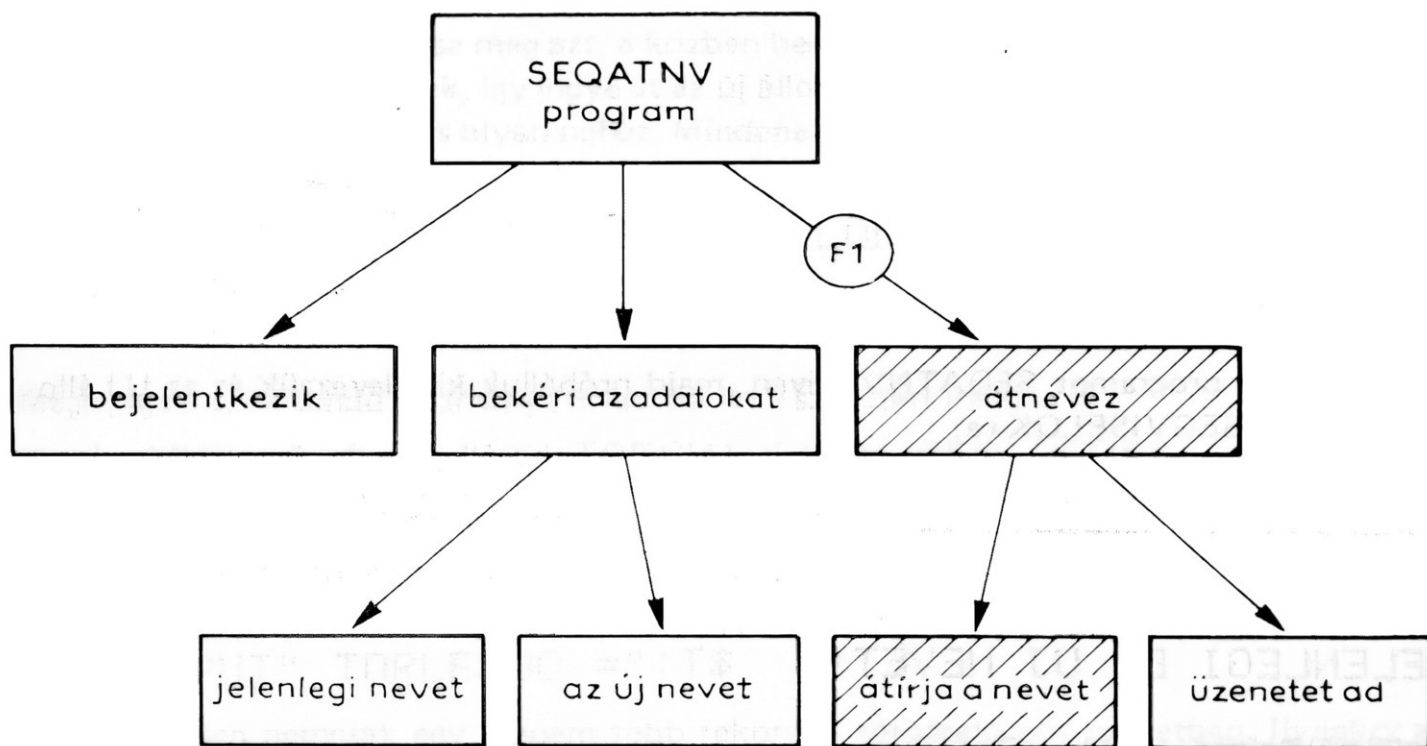 SEQATNV
program
F1
bejelentkezik
bekéri az adatokat
átnevez
jelenlegi nevet
az új nevet
átírja a nevet
üzenetet ad